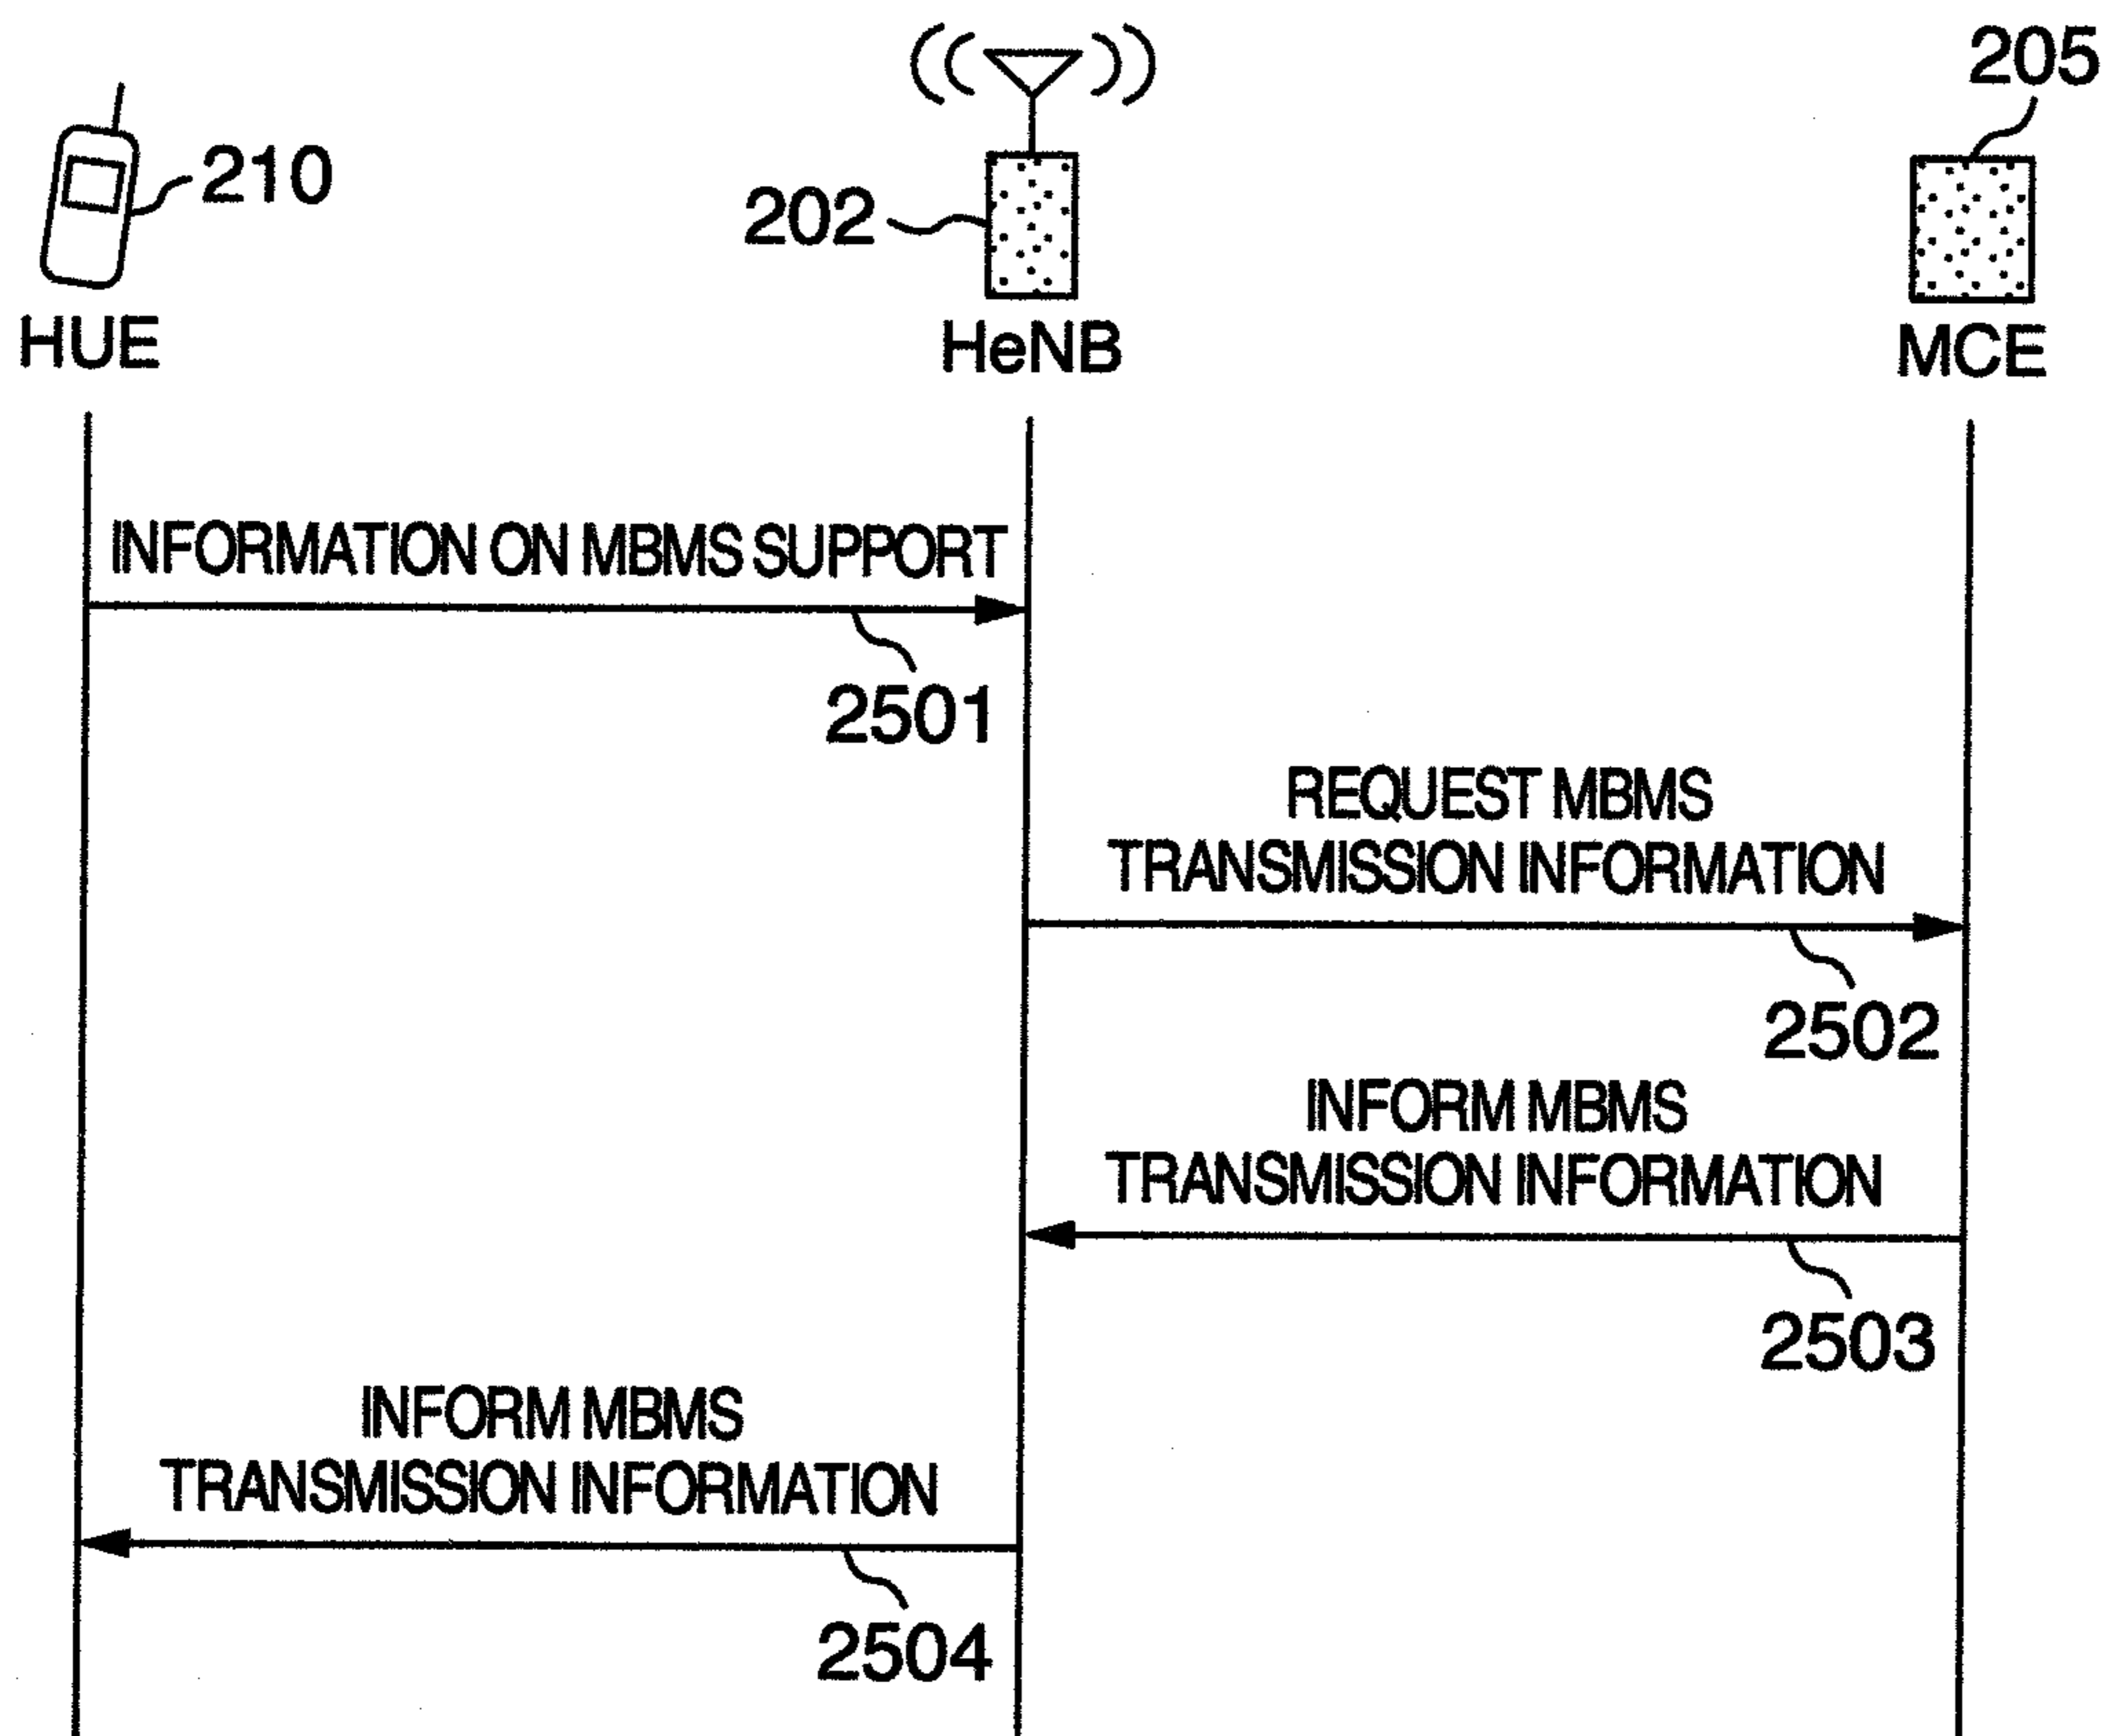 205
210
202
HUE
HeNB
MCE
INFORMATION ON MBMS SUPPORT
2501
REQUEST MBMS
TRANSMISSION INFORMATION
2502
INFORM MBMS
TRANSMISSION INFORMATION
2503
INFORM MBMS
TRANSMISSION INFORMATION
2504